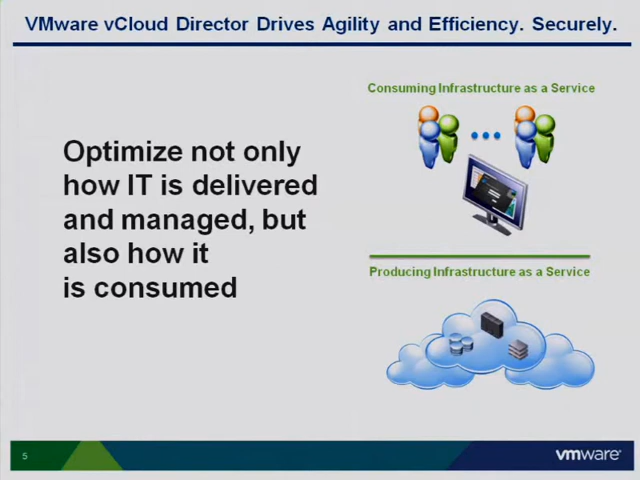 VMware vCloud Director Drives Agility and Efficiency. Securely.
Consuming Infrastructure as a Service
Optimize not only
how IT is delivered
and managed, but
also how it
is consumed
Producing Infrastructure as a Service
5
vmware